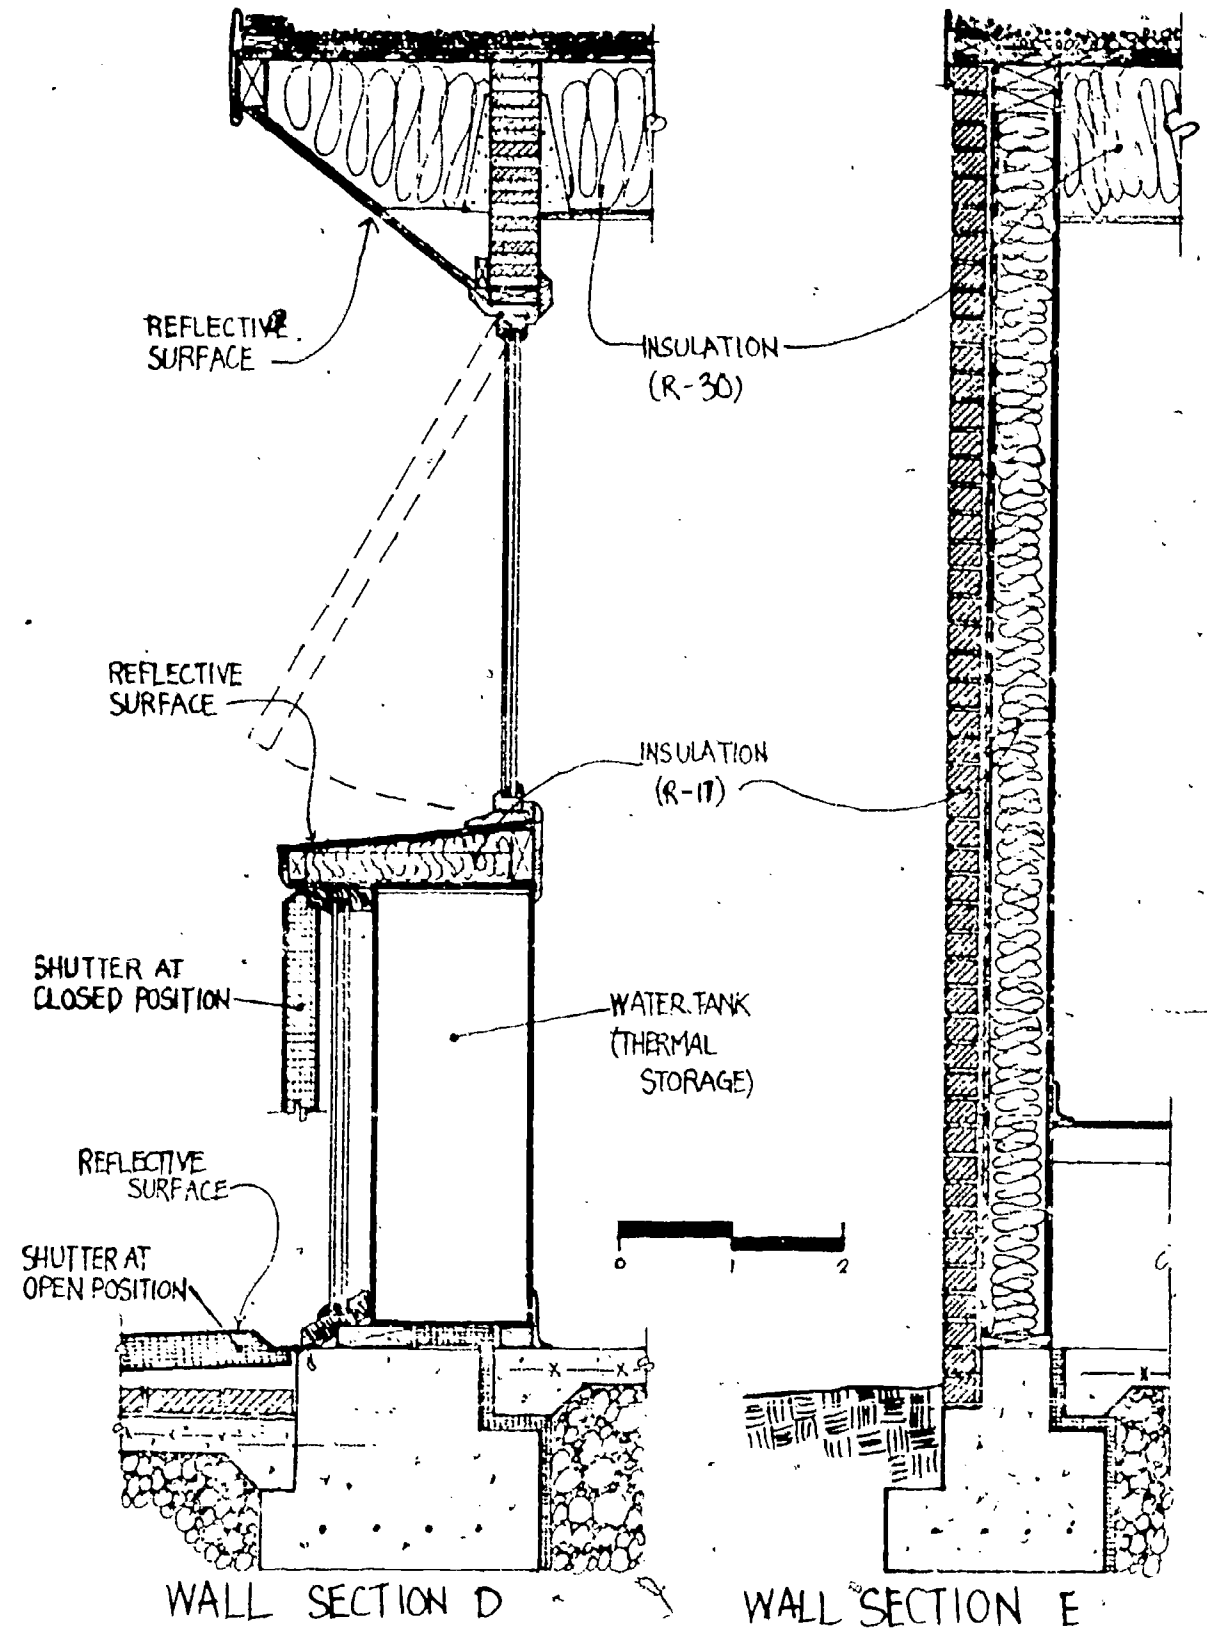 REFLECTIVE
SURFACE
INSULATION
(R-30)
REFLECTIVE
SURFACE
INSULATION
(R-11)
SHUTTER AT
CLOSED POSITION
WATER TANK
(THERMAL
STORAGE)
REFLECTIVE
SURFACE
SHUTTER AT
OPEN POSITION
0 1 2
WALL SECTION D
WALL SECTION E